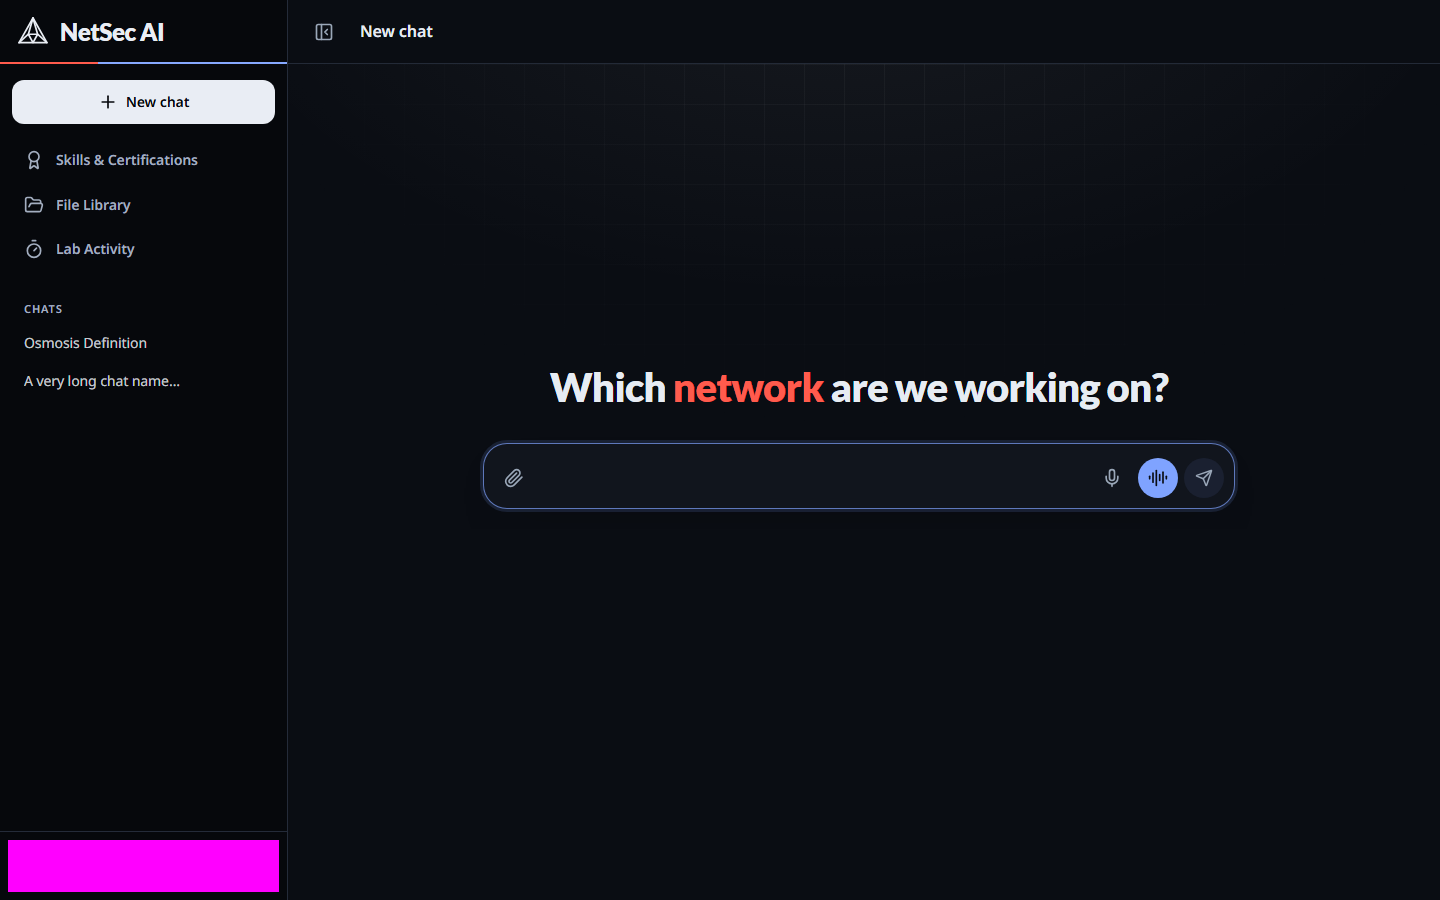 NetSec AI
New chat
Skills & Certifications
File Library
Lab Activity
CHATS
Osmosis Definition
A very long chat name...
New chat
Which network are we working on?